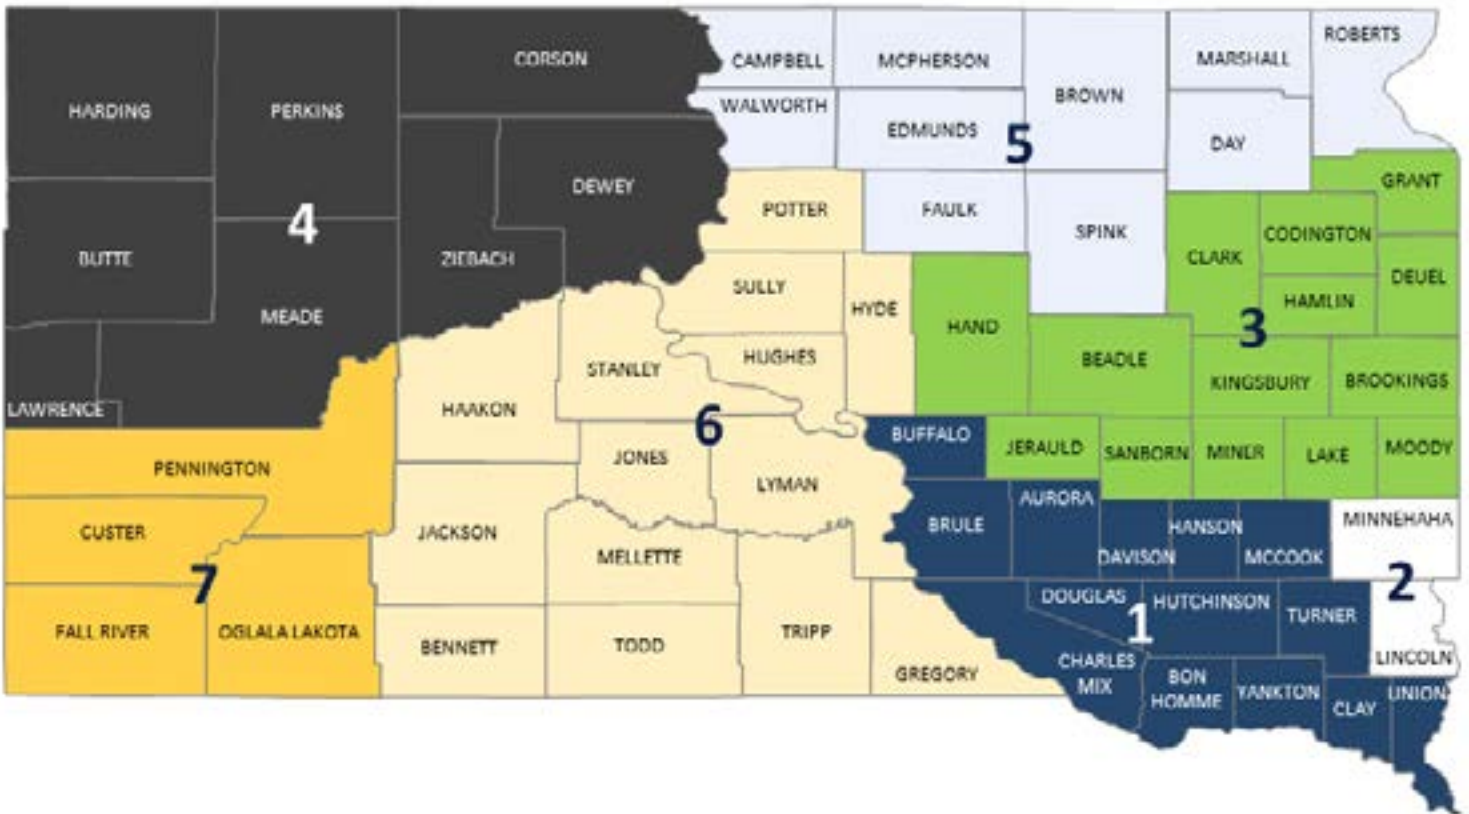 CORSON
CAMPBELL
MCPHERSON
MARSHALL
ROBERTS
HARDING
PERKINS
WALWORTH
BROWN
EDMUNDS
5
DAY
DEWEY
GRANT
4
POTTER
FAULK
SPINK
CODINGTON
BUTTE
ZIEBACH
CLARK
DEUEL
MEADE
SULLY
HYDE
HAMLIN
HAND
3
STANLEY
HUGHES
BEADLE
KINGSBURY
BROOKINGS
LAWRENCE
HAAKON
6
BUFFALO
JERAULD
SANBORN
MINER
LAKE
MOODY
PENNINGTON
JONES
LYMAN
CUSTER
JACKSON
BRULE
AURORA
HANSON
MINNEHAHA
MELLETTE
DAVISON
MCCOOK
7
2
DOUGLAS
HUTCHINSON
TURNER
1
FALL RIVER
OGLALA LAKOTA
BENNETT
TODD
TRIPP
GREGORY
CHARLES
MIX
LINCOLN
BON
HOMME
YANKTON
CLAY
UNION